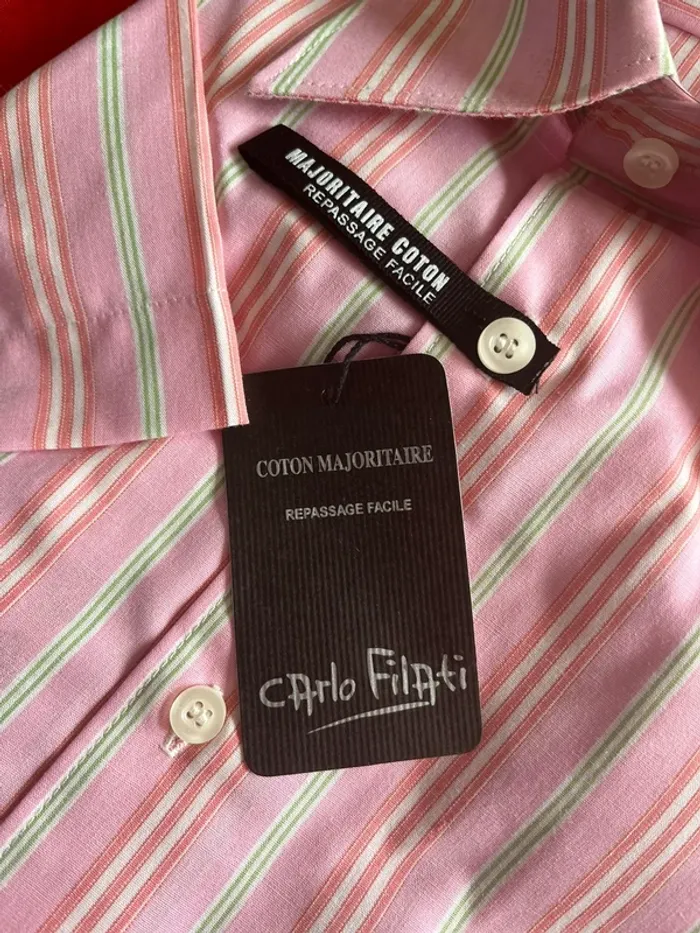 MAJORITAIRE COTON
REPASSAGE FACILE
COTON MAJORITAIRE
REPASSAGE FACILE
cArlo FilAti